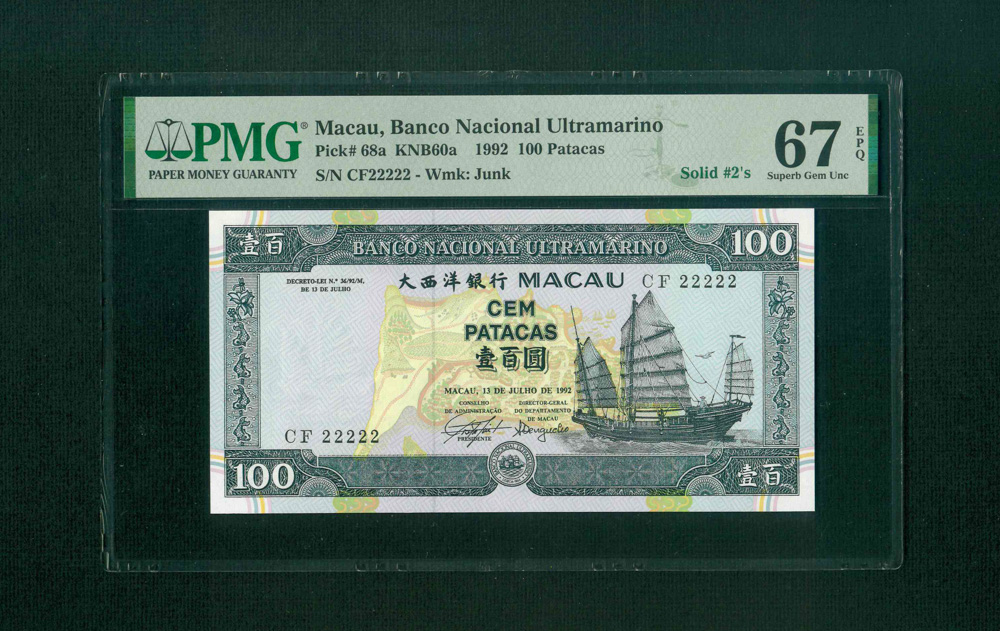 PMG®
PAPER MONEY GUARANTY
Macau, Banco Nacional Ultramarino
Pick# 68a KNB60a 1992 100 Patacas
S/N CF22222 - Wmk: Junk
Solid #2's
67 EPQ
Superb Gem Unc
壹百
BANCO NACIONAL ULTRAMARINO
100
DECRETO-LEI N.º 36/92/M,
DE 13 DE JULHO
大西洋銀行 MACAU
CF 22222
CEM
PATACAS
壹百圓
MACAU, 13 DE JULHO DE 1992
CONSELHO
DE ADMINISTRAÇÃO
PRESIDENTE
DIRECTOR-GERAL
DO DEPARTAMENTO
DE MACAU
CF 22222
100
壹百